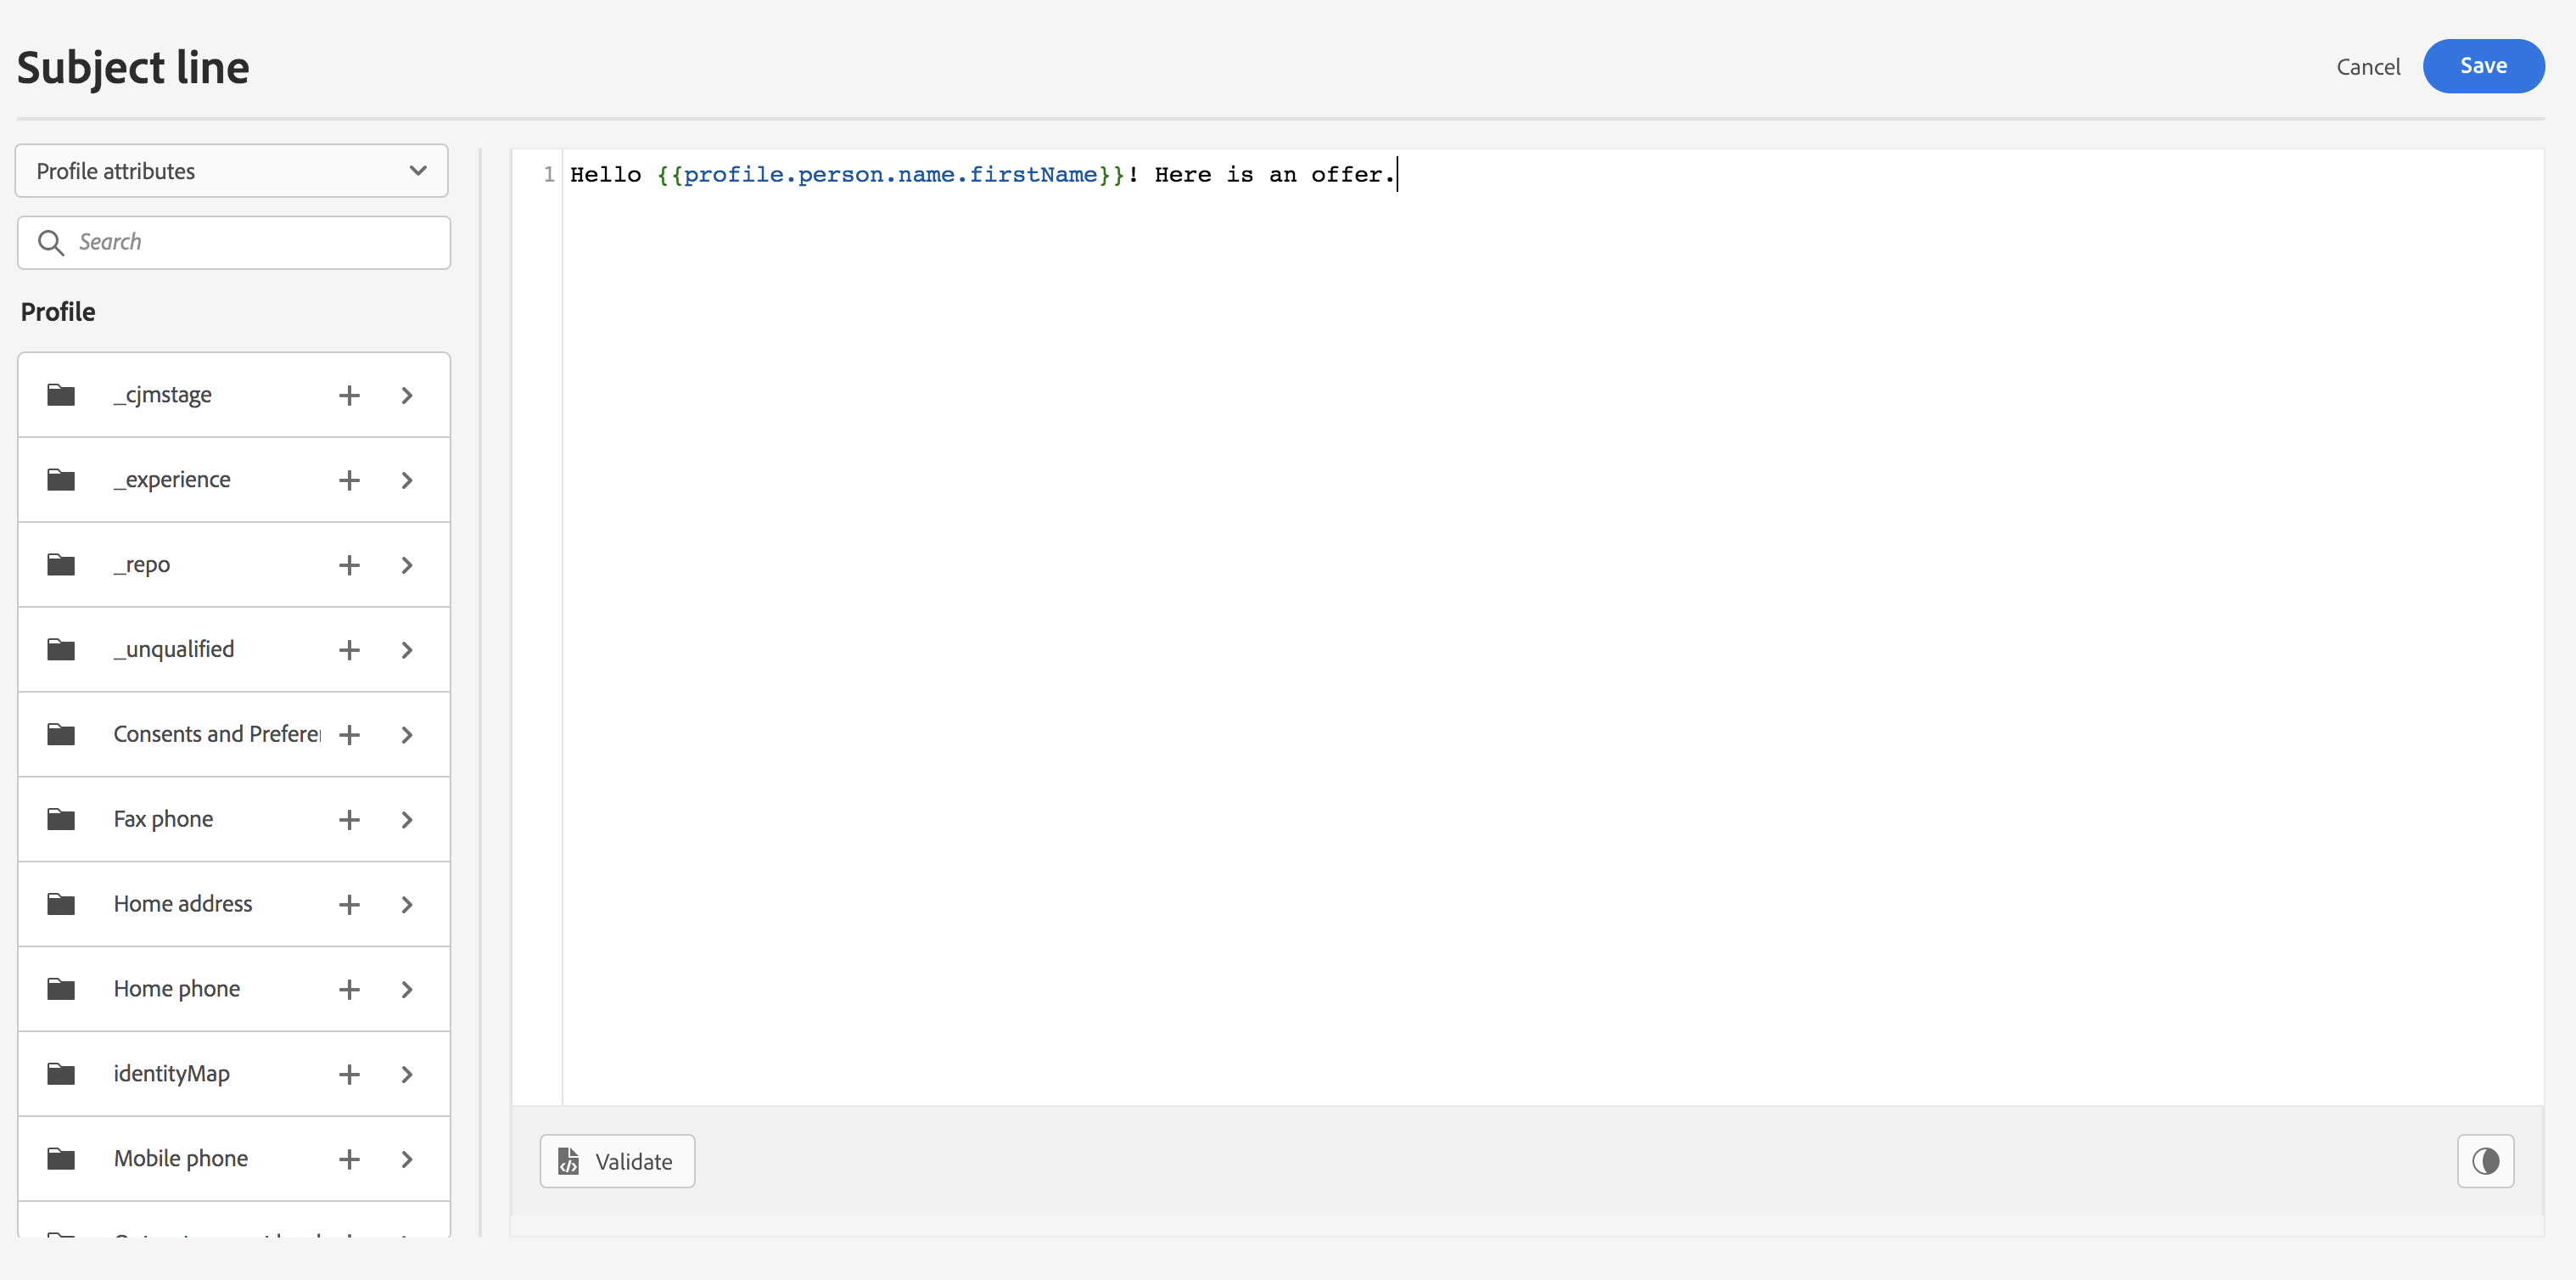 Subject line
Cancel
Save
Profile attributes
Search
Profile
_cjmstage
_experience
_repo
_unqualified
Consents and Prefere
Fax phone
Home address
Home phone
identityMap
Mobile phone
1 Hello {{profile.person.name.firstName}}! Here is an offer.
Validate